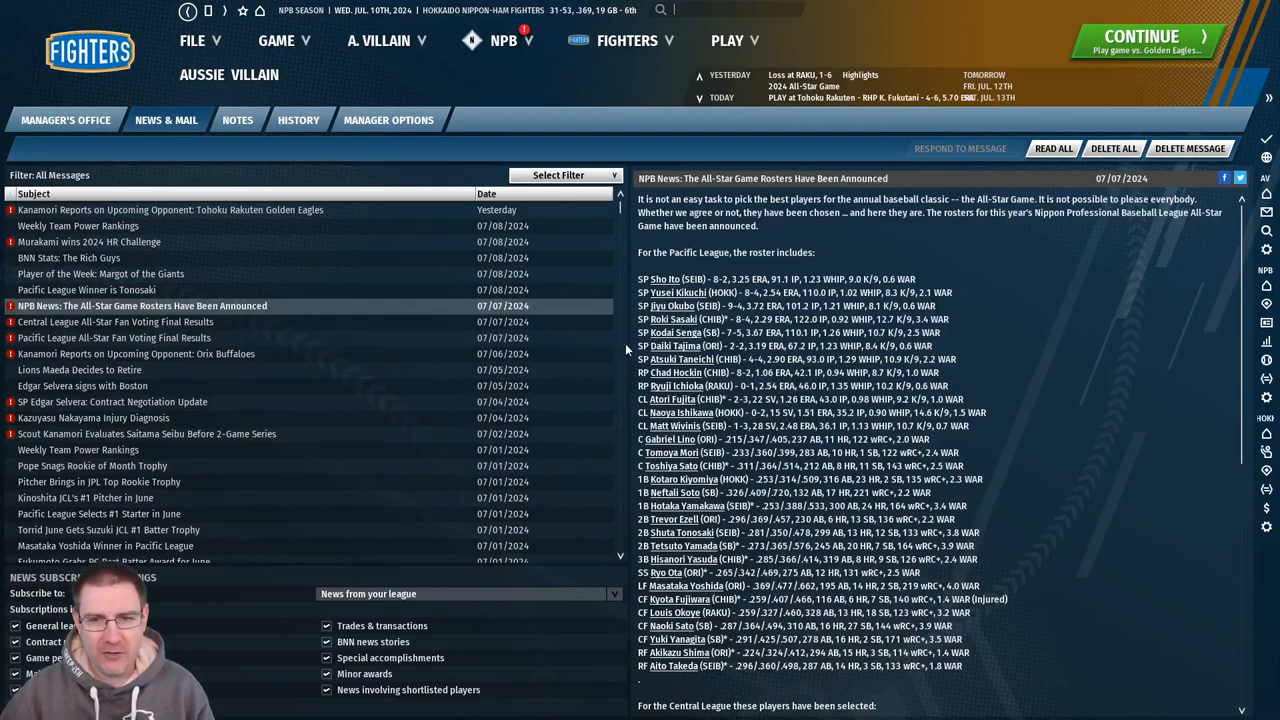 NPB SEASON | WED. JUL. 10TH, 2024 | HOKKAIDO NIPPON-HAM FIGHTERS 31-53, .369, 19 GB - 6th
FIGHTERS
FILE
GAME
A. VILLAIN
NPB
FIGHTERS
PLAY
CONTINUE
Play game vs. Golden Eagles...
AUSSIE VILLAIN
YESTERDAY Loss at RAKU, 1-6 Highlights TOMORROW
2024 All-Star Game FRI. JUL. 12TH
TODAY PLAY at Tohoku Rakuten - RHP K. Fukutani - 4-6, 5.70 ERA SAT. JUL. 13TH
MANAGER'S OFFICE
NEWS & MAIL
NOTES
HISTORY
MANAGER OPTIONS
RESPOND TO MESSAGE
READ ALL
DELETE ALL
DELETE MESSAGE
Filter: All Messages
Select Filter
Subject Date
Kanamori Reports on Upcoming Opponent: Tohoku Rakuten Golden Eagles Yesterday
Weekly Team Power Rankings 07/08/2024
Murakami wins 2024 HR Challenge 07/08/2024
BNN Stats: The Rich Guys 07/08/2024
Player of the Week: Margot of the Giants 07/08/2024
Pacific League Winner is Tonosaki 07/08/2024
NPB News: The All-Star Game Rosters Have Been Announced 07/07/2024
Central League All-Star Fan Voting Final Results 07/07/2024
Pacific League All-Star Fan Voting Final Results 07/07/2024
Kanamori Reports on Upcoming Opponent: Orix Buffaloes 07/06/2024
Lions Maeda Decides to Retire 07/05/2024
Edgar Selvera signs with Boston 07/05/2024
SP Edgar Selvera: Contract Negotiation Update 07/04/2024
Kazuyasu Nakayama Injury Diagnosis 07/04/2024
Scout Kanamori Evaluates Saitama Seibu Before 2-Game Series 07/02/2024
Weekly Team Power Rankings 07/01/2024
Pope Snags Rookie of Month Trophy 07/01/2024
Pitcher Brings in JPL Top Rookie Trophy 07/01/2024
Kinoshita JCL's #1 Pitcher in June 07/01/2024
Pacific League Selects #1 Starter in June 07/01/2024
Torrid June Gets Suzuki JCL #1 Batter Trophy 07/01/2024
Masataka Yoshida Winner in Pacific League 07/01/2024
Fukumoto Grabs PC Best Batter Award for June 07/01/2024
NPB News: The All-Star Game Rosters Have Been Announced 07/07/2024
It is not an easy task to pick the best players for the annual baseball classic -- the All-Star Game. It is not possible to please everybody.
Whether we agree or not, they have been chosen ... and here they are. The rosters for this year's Nippon Professional Baseball League All-Star
Game have been announced.
For the Pacific League, the roster includes:
SP Sho Ito (SEIB) - 8-2, 3.25 ERA, 91.1 IP, 1.23 WHIP, 9.0 K/9, 0.6 WAR
SP Yusei Kikuchi (HOKK) - 8-4, 2.54 ERA, 110.0 IP, 1.02 WHIP, 8.3 K/9, 2.1 WAR
SP Jiyu Okubo (SEIB) - 9-4, 3.72 ERA, 101.2 IP, 1.21 WHIP, 8.1 K/9, 0.6 WAR
SP Roki Sasaki (CHIB)* - 8-4, 2.29 ERA, 122.0 IP, 0.92 WHIP, 12.7 K/9, 3.4 WAR
SP Kodai Senga (SB) - 7-5, 3.67 ERA, 110.1 IP, 1.26 WHIP, 10.7 K/9, 2.5 WAR
SP Daiki Tajima (ORI) - 2-2, 3.19 ERA, 67.2 IP, 1.23 WHIP, 8.4 K/9, 0.6 WAR
SP Atsuki Taneichi (CHIB) - 4-4, 2.90 ERA, 93.0 IP, 1.29 WHIP, 10.9 K/9, 2.2 WAR
RP Chad Hockin (CHIB) - 8-2, 1.06 ERA, 42.1 IP, 0.94 WHIP, 8.7 K/9, 1.0 WAR
RP Ryuji Ichioka (RAKU) - 0-1, 2.54 ERA, 46.0 IP, 1.35 WHIP, 10.2 K/9, 0.6 WAR
CL Atori Fujita (CHIB)* - 2-3, 22 SV, 1.26 ERA, 43.0 IP, 0.98 WHIP, 9.2 K/9, 1.0 WAR
CL Naoya Ishikawa (HOKK) - 0-2, 15 SV, 1.51 ERA, 35.2 IP, 0.90 WHIP, 14.6 K/9, 1.5 WAR
CL Matt Wivinis (SEIB) - 1-3, 28 SV, 2.48 ERA, 36.1 IP, 1.13 WHIP, 10.7 K/9, 0.7 WAR
C Gabriel Lino (ORI) - .215/.347/.405, 237 AB, 11 HR, 122 wRC+, 2.0 WAR
C Tomoya Mori (SEIB) - .233/.360/.399, 283 AB, 10 HR, 1 SB, 122 wRC+, 2.4 WAR
C Toshiya Sato (CHIB)* - .311/.364/.514, 212 AB, 8 HR, 11 SB, 143 wRC+, 2.5 WAR
1B Kotaro Kiyomiya (HOKK) - .253/.314/.509, 316 AB, 23 HR, 2 SB, 135 wRC+, 2.3 WAR
1B Neftali Soto (SB) - .326/.409/.720, 132 AB, 17 HR, 221 wRC+, 2.2 WAR
1B Hotaka Yamakawa (SEIB)* - .253/.388/.533, 300 AB, 24 HR, 164 wRC+, 3.4 WAR
2B Trevor Ezell (ORI) - .296/.369/.457, 230 AB, 6 HR, 13 SB, 136 wRC+, 2.2 WAR
2B Shuta Tonosaki (SEIB) - .281/.350/.478, 299 AB, 13 HR, 12 SB, 133 wRC+, 3.8 WAR
2B Tetsuto Yamada (SB)* - .273/.365/.576, 245 AB, 20 HR, 7 SB, 164 wRC+, 3.9 WAR
3B Hisanori Yasuda (CHIB)* - .285/.366/.414, 319 AB, 8 HR, 9 SB, 126 wRC+, 2.4 WAR
SS Ryo Ota (ORI)* - .265/.342/.469, 275 AB, 12 HR, 131 wRC+, 2.5 WAR
LF Masataka Yoshida (ORI) - .369/.477/.662, 195 AB, 14 HR, 2 SB, 219 wRC+, 4.0 WAR
CF Kyota Fujiwara (CHIB)* - .259/.407/.466, 116 AB, 6 HR, 7 SB, 140 wRC+, 1.4 WAR (Injured)
CF Louis Okoye (RAKU) - .259/.327/.460, 328 AB, 13 HR, 18 SB, 123 wRC+, 3.2 WAR
CF Naoki Sato (SB) - .287/.364/.494, 310 AB, 16 HR, 27 SB, 144 wRC+, 3.9 WAR
CF Yuki Yanagita (SB)* - .291/.425/.507, 278 AB, 13 HR, 2 SB, 171 wRC+, 3.5 WAR
RF Akikazu Shima (ORI) - .224/.324/.412, 294 AB, 15 HR, 3 SB, 114 wRC+, 1.4 WAR
RF Aito Takeda (SEIB)* - .296/.360/.498, 287 AB, 14 HR, 3 SB, 133 wRC+, 1.8 WAR
.
For the Central League these players have been selected:
Subscribe to: News from your league
Trades & transactions
BNN news stories
Special accomplishments
Minor awards
News involving shortlisted players
AV
NPB
HOKK